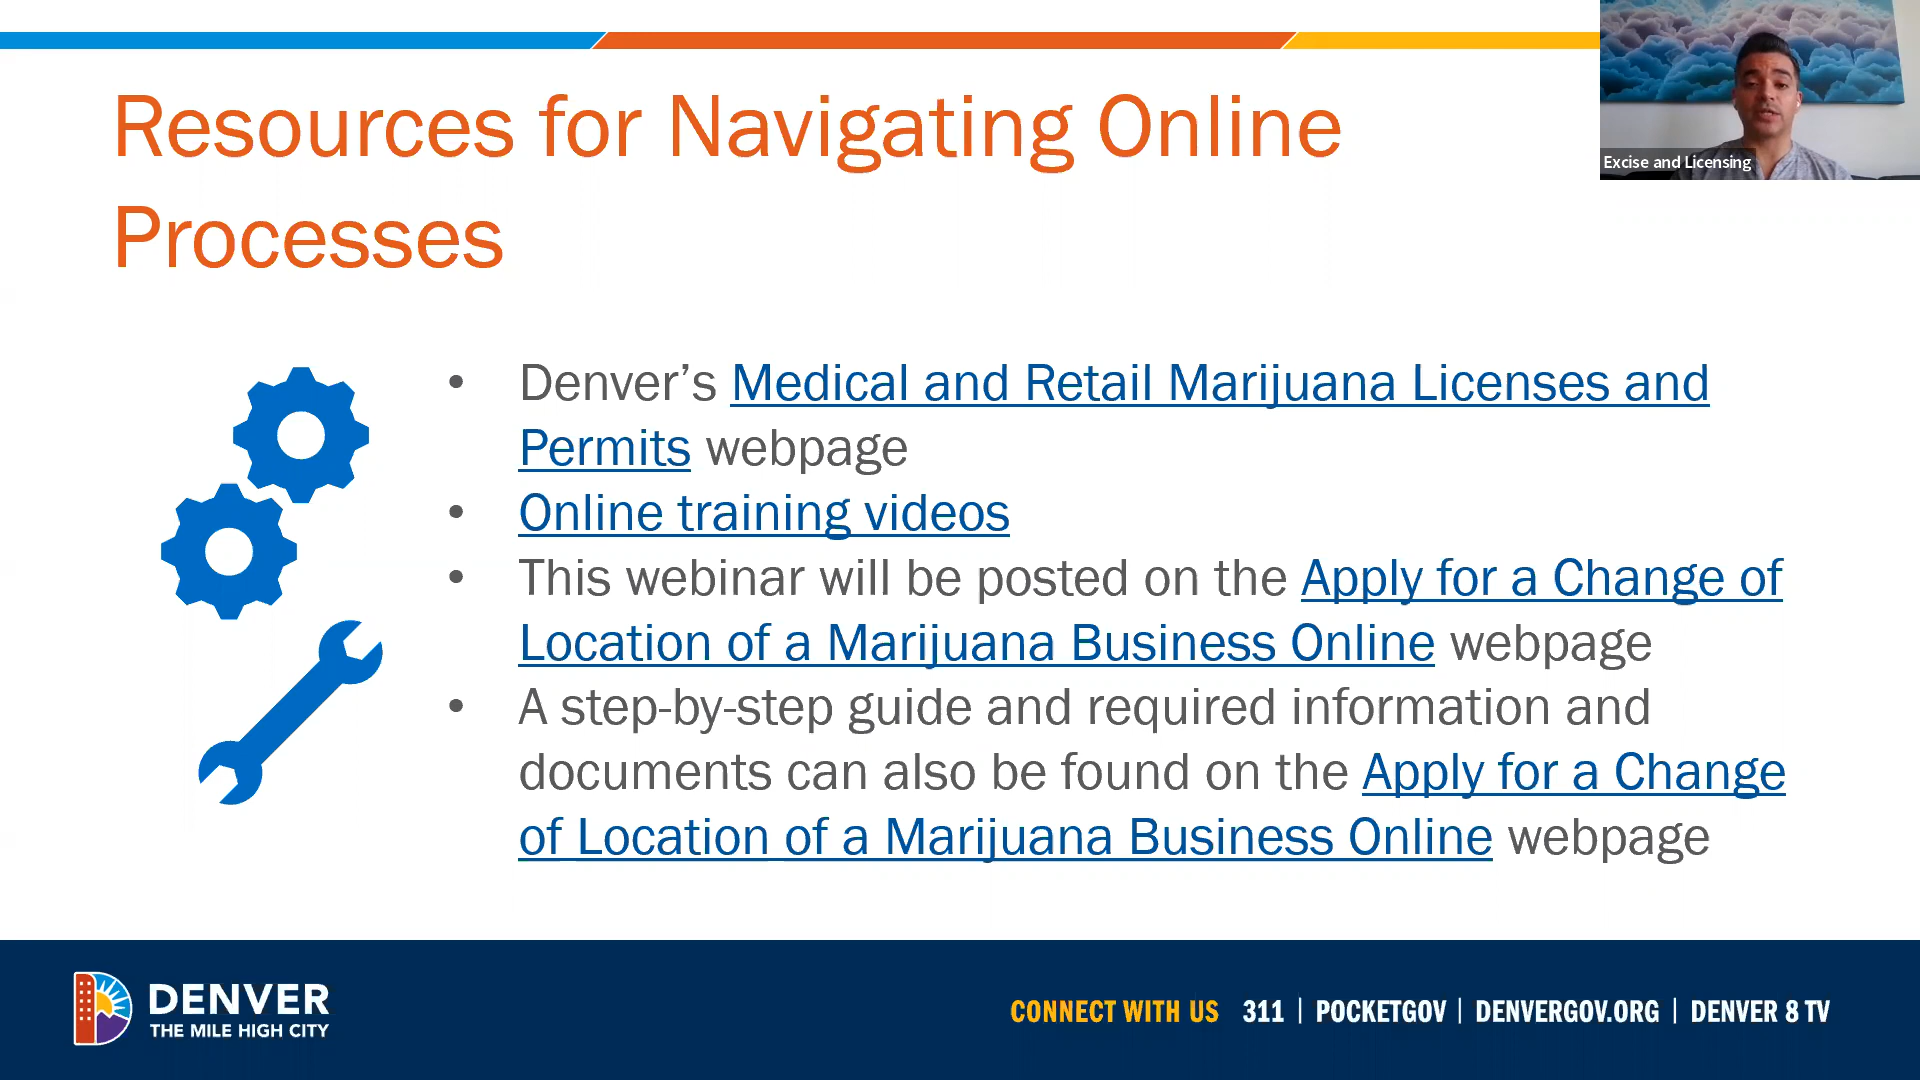 Resources for Navigating Online
Processes
Excise and Licensing
• Denver’s Medical and Retail Marijuana Licenses and
Permits webpage
• Online training videos
• This webinar will be posted on the Apply for a Change of
Location of a Marijuana Business Online webpage
• A step-by-step guide and required information and
documents can also be found on the Apply for a Change
of Location of a Marijuana Business Online webpage
DENVER
THE MILE HIGH CITY
CONNECT WITH US 311 | POCKETGOV | DENVERGOV.ORG | DENVER 8 TV